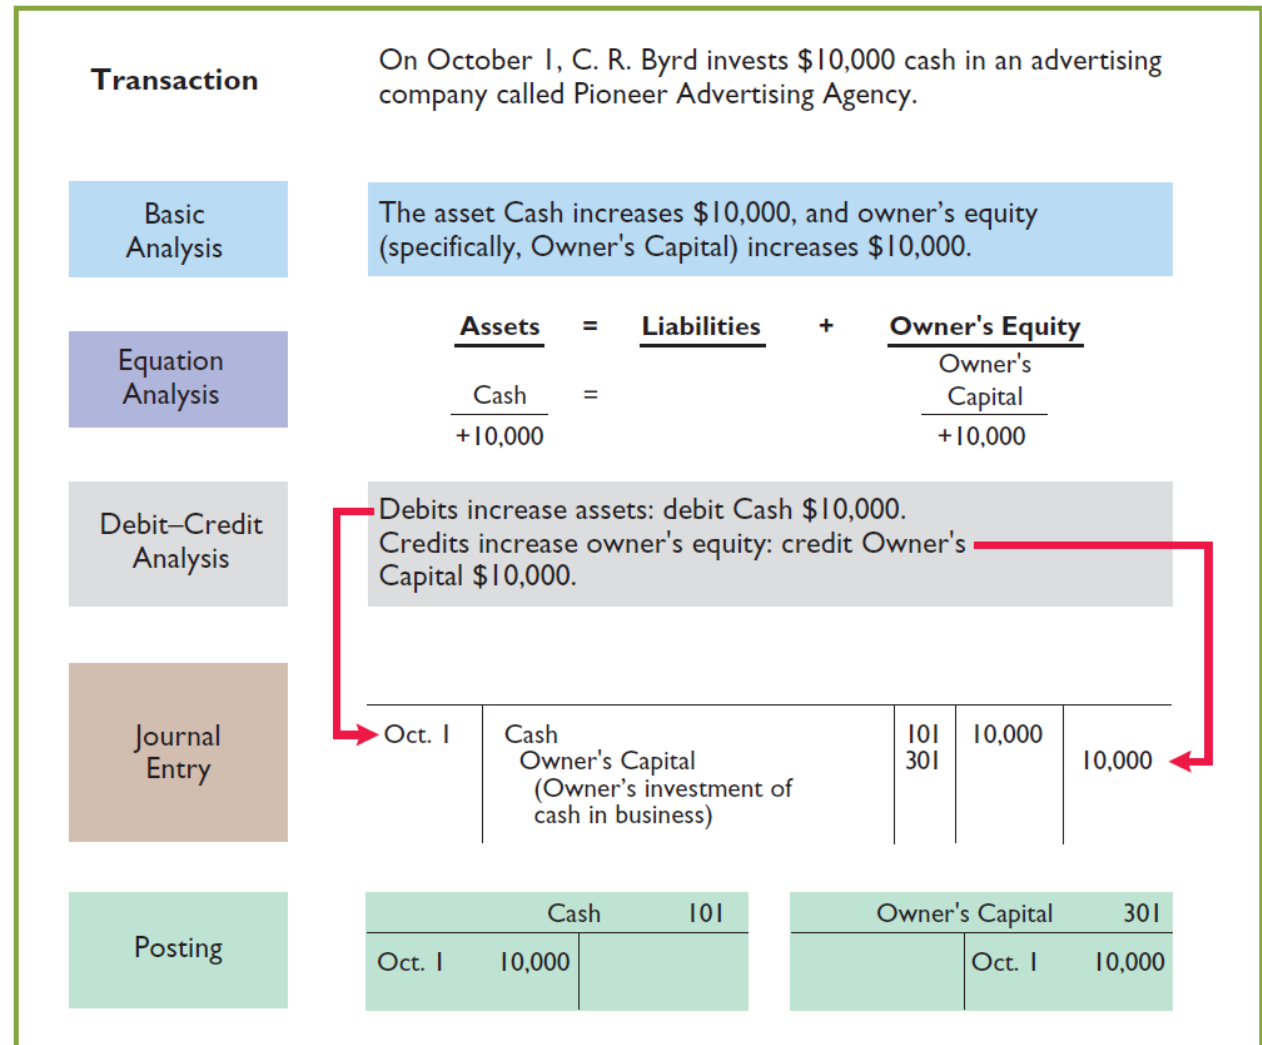 Transaction
On October 1, C. R. Byrd invests $10,000 cash in an advertising
company called Pioneer Advertising Agency.
Basic
Analysis
The asset Cash increases $10,000, and owner’s equity
(specifically, Owner's Capital) increases $10,000.
Equation
Analysis
Assets = Liabilities + Owner's Equity
Owner's
Cash = Capital
+10,000 +10,000
Debit–Credit
Analysis
Debits increase assets: debit Cash $10,000.
Credits increase owner's equity: credit Owner's
Capital $10,000.
Journal
Entry
Oct. 1 Cash 101 10,000
Owner's Capital 301 10,000
(Owner’s investment of
cash in business)
Posting
Cash 101
Oct. 1 10,000
Owner's Capital 301
Oct. 1 10,000